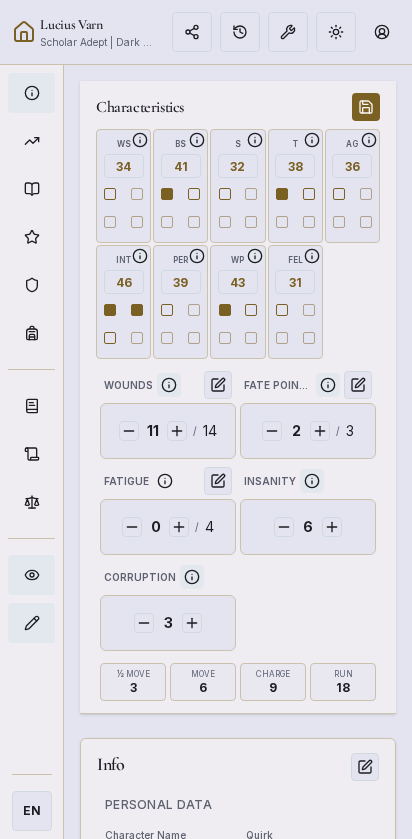 Lucius Varn
Scholar Adept | Dark ...
Characteristics
WS BS S T AG
34 41 32 38 36
INT PER WP FEL
46 39 43 31
WOUNDS FATE POIN...
11 / 14 2 / 3
FATIGUE INSANITY
0 / 4 6
CORRUPTION
3
½ MOVE MOVE CHARGE RUN
3 6 9 18
Info
PERSONAL DATA
Character Name Quirk
EN